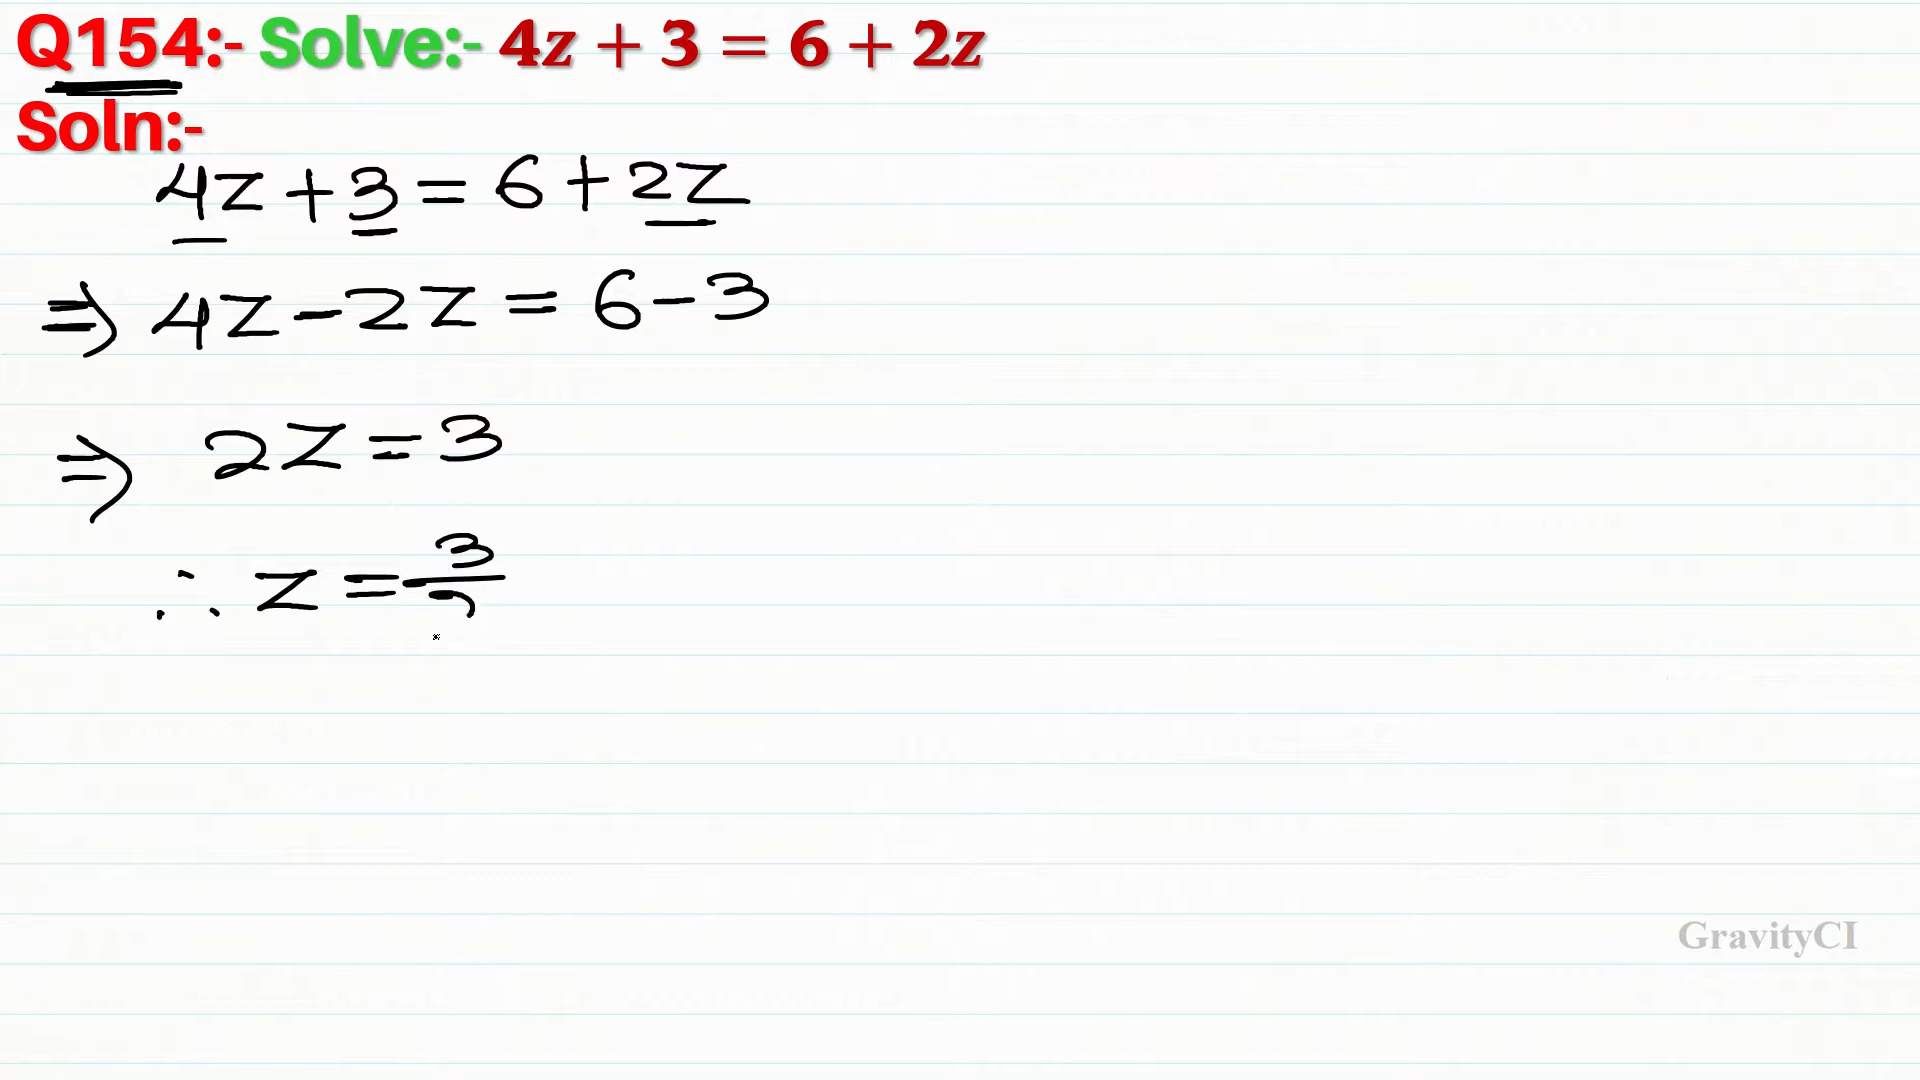 Q154:- Solve:- 4z + 3 = 6 + 2z
Soln:-
4z + 3 = 6 + 2z
⇒ 4z - 2z = 6 - 3
⇒ 2z = 3
∴ z = 3/
GravityCI